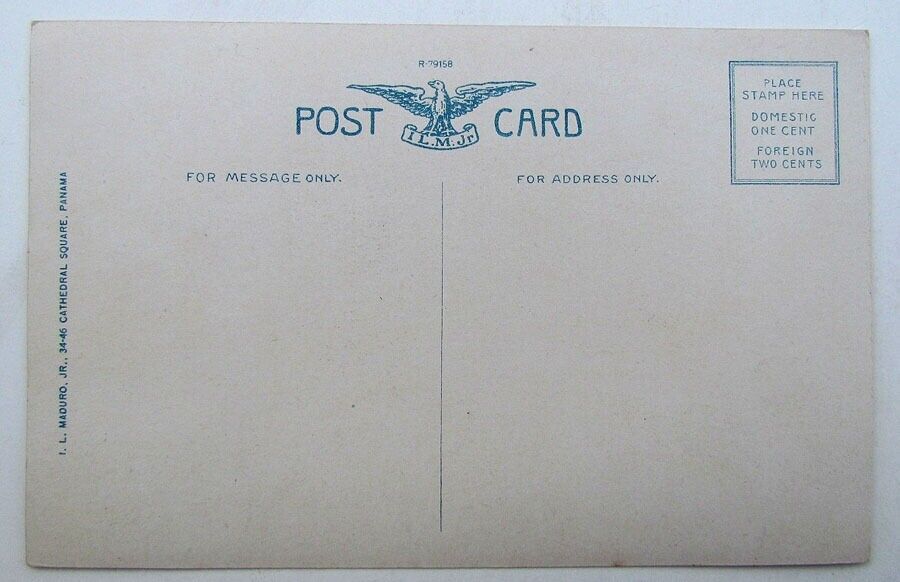 R-79158
POST CARD
I.L.M.Jr
PLACE
STAMP HERE
DOMESTIC
ONE CENT
FOREIGN
TWO CENTS
FOR MESSAGE ONLY.
FOR ADDRESS ONLY.
I. L. MADURO, JR., 34-46 CATHEDRAL SQUARE, PANAMA